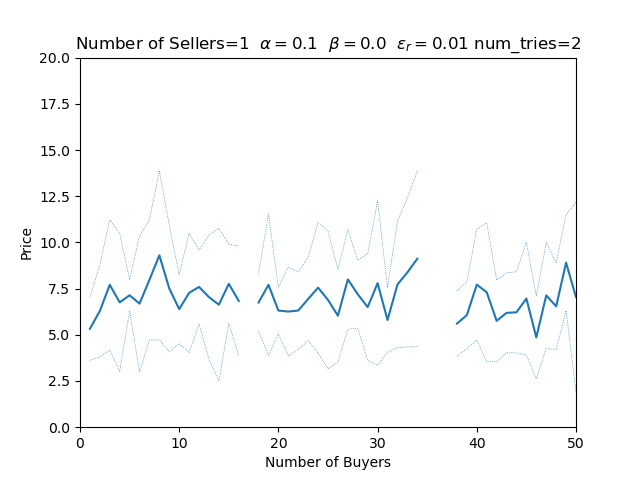 Number of Sellers=1 α = 0.1 β = 0.0 εr = 0.01 num_tries=2
20.0
17.5
15.0
12.5
10.0
7.5
5.0
2.5
0.0
Price
0 10 20 30 40 50
Number of Buyers